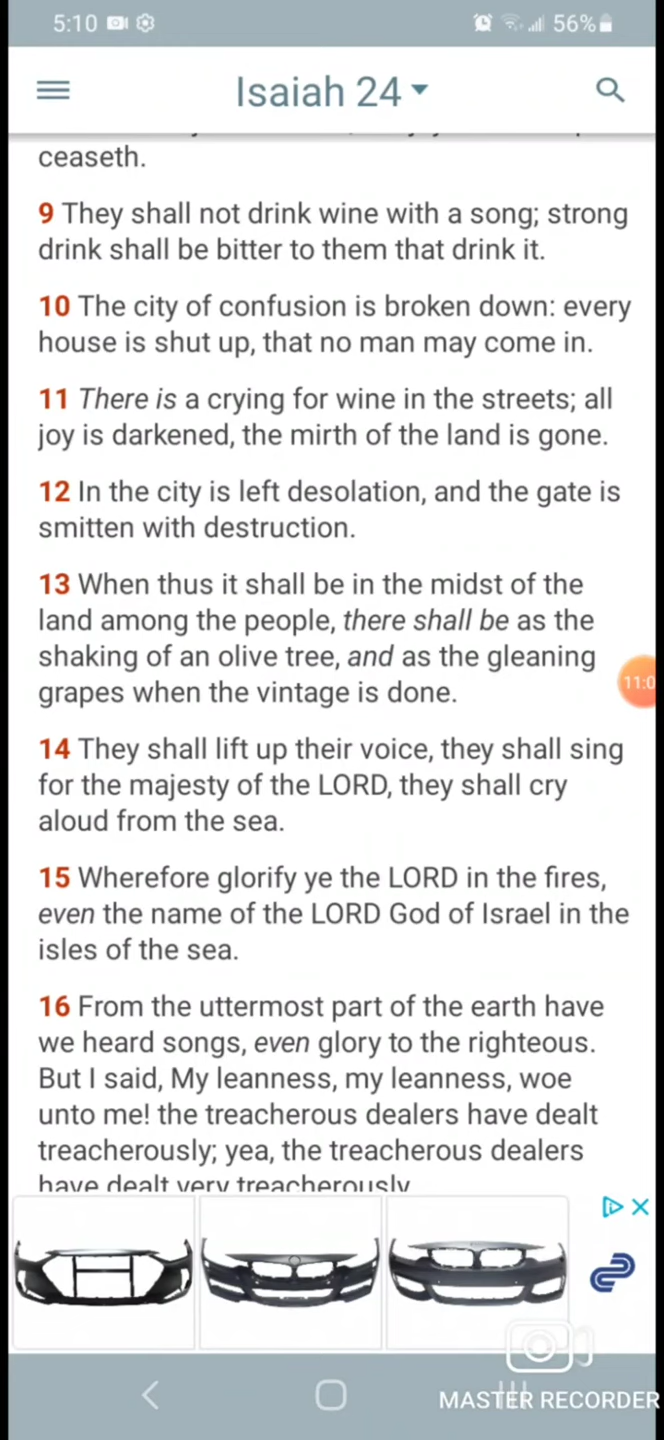 5:10 56%
Isaiah 24
ceaseth.
9 They shall not drink wine with a song; strong
drink shall be bitter to them that drink it.
10 The city of confusion is broken down: every
house is shut up, that no man may come in.
11 There is a crying for wine in the streets; all
joy is darkened, the mirth of the land is gone.
12 In the city is left desolation, and the gate is
smitten with destruction.
13 When thus it shall be in the midst of the
land among the people, there shall be as the
shaking of an olive tree, and as the gleaning
grapes when the vintage is done.
14 They shall lift up their voice, they shall sing
for the majesty of the LORD, they shall cry
aloud from the sea.
15 Wherefore glorify ye the LORD in the fires,
even the name of the LORD God of Israel in the
isles of the sea.
16 From the uttermost part of the earth have
we heard songs, even glory to the righteous.
But I said, My leanness, my leanness, woe
unto me! the treacherous dealers have dealt
treacherously; yea, the treacherous dealers
have dealt very treacherously
11:0
MASTER RECORDER